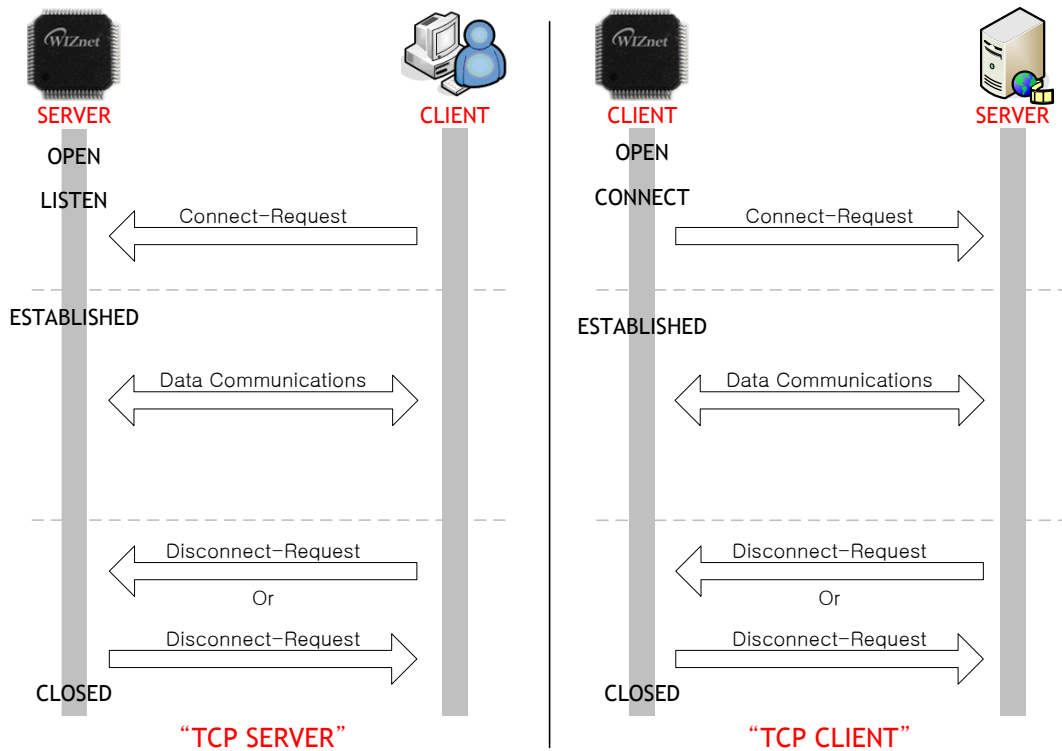 WIZnet
SERVER
CLIENT
OPEN
LISTEN
Connect-Request
ESTABLISHED
Data Communications
Disconnect-Request
Or
Disconnect-Request
CLOSED
“TCP SERVER”
WIZnet
CLIENT
SERVER
OPEN
CONNECT
Connect-Request
ESTABLISHED
Data Communications
Disconnect-Request
Or
Disconnect-Request
CLOSED
“TCP CLIENT”